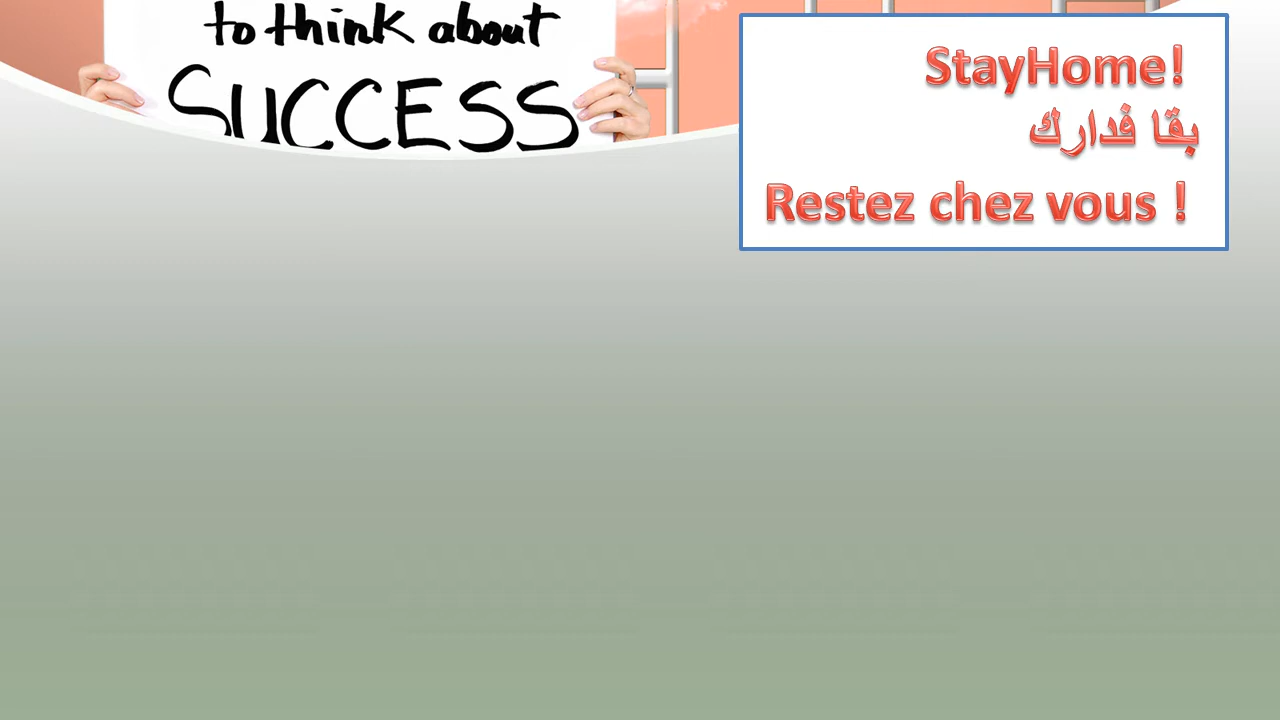 to think about
SUCCESS
StayHome!
بقا فدارك
Restez chez vous !